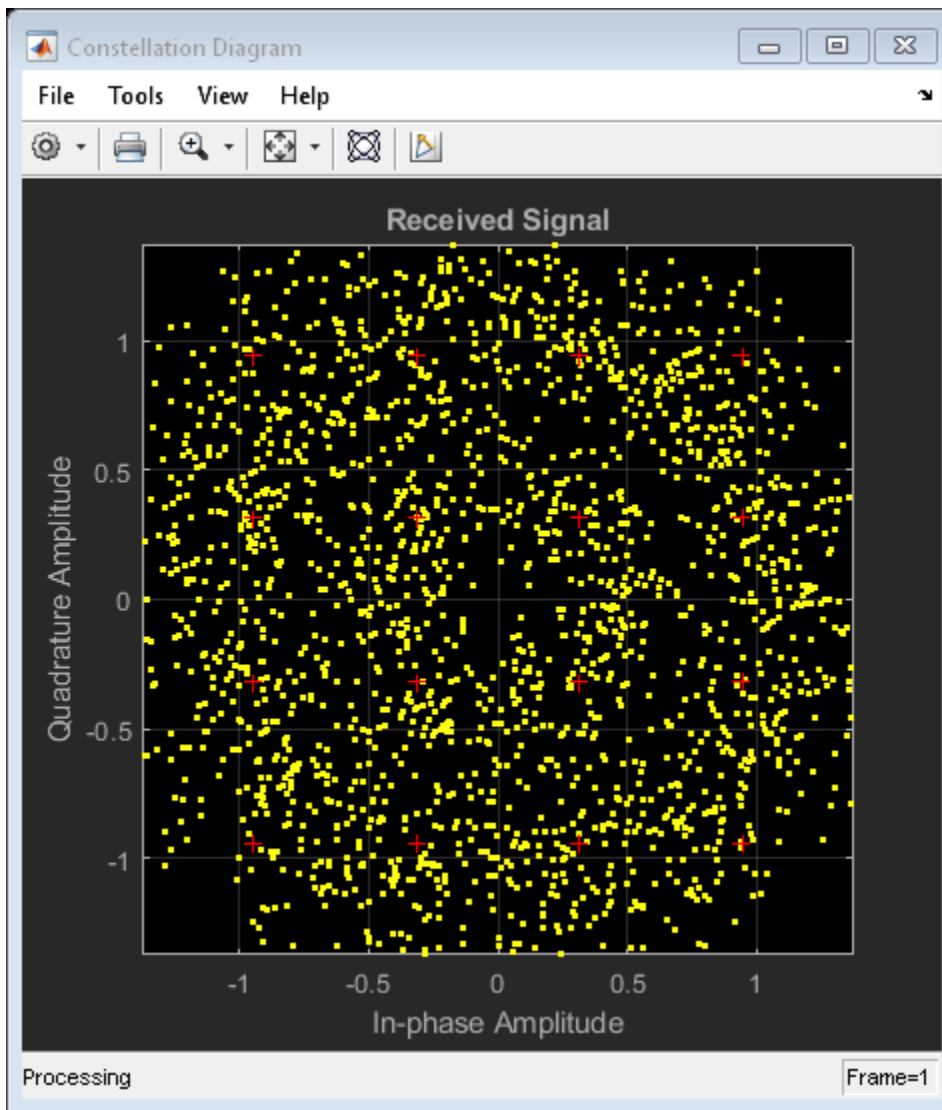 Constellation Diagram
File Tools View Help
Received Signal
1
0.5
0
-0.5
-1
Quadrature Amplitude
-1 -0.5 0 0.5 1
In-phase Amplitude
Processing Frame=1